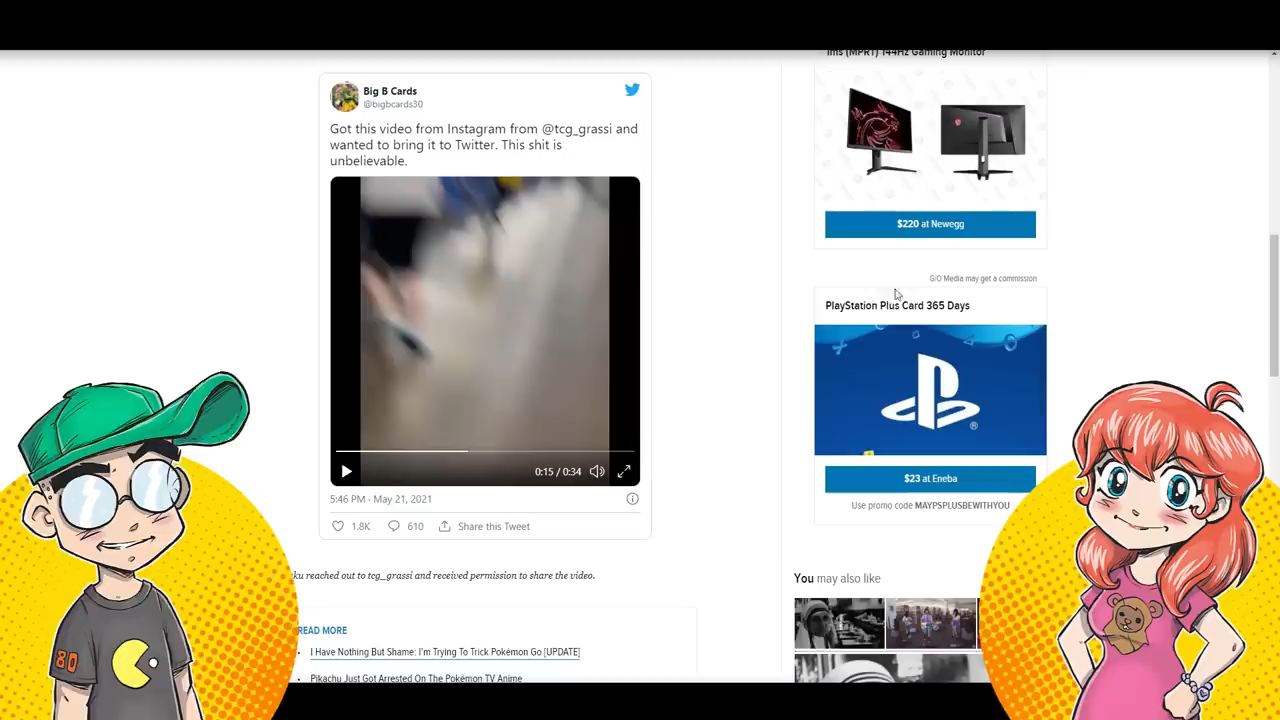 1ms (MPRT) 144Hz Gaming Monitor
Big B Cards
@bigbcards30
Got this video from Instagram from @tcg_grassi and
wanted to bring it to Twitter. This shit is
unbelievable.
0:15 / 0:34
5:46 PM · May 21, 2021
1.8K
610
Share this Tweet
reached out to tcg_grassi and received permission to share the video.
READ MORE
I Have Nothing But Shame: I'm Trying To Trick Pokémon Go [UPDATE]
Pikachu Just Got Arrested On The Pokémon TV Anime
$220 at Newegg
G/O Media may get a commission
PlayStation Plus Card 365 Days
$23 at Eneba
Use promo code MAYPSPLUSBEWITHYOU
You may also like
80